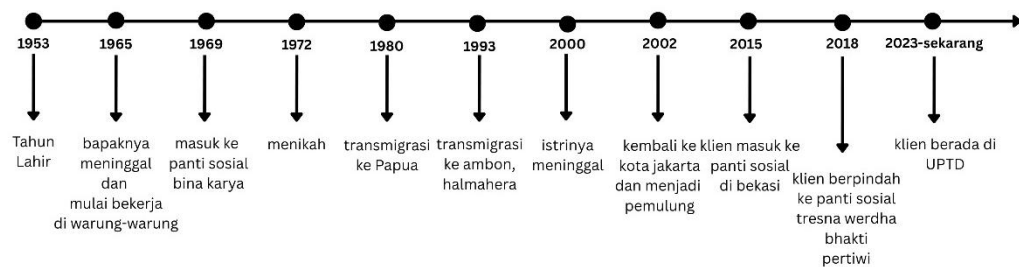 1953
1965
1969
1972
1980
1993
2000
2002
2015
2018
2023-sekarang
Tahun
Lahir
bapaknya
meninggal
dan
mulai bekerja
di warung-warung
masuk ke
panti sosial
bina karya
menikah
transmigrasi
ke Papua
transmigrasi
ke ambon,
halmahera
istrinya
meninggal
kembali ke
kota jakarta
dan menjadi
pemulung
klien masuk ke
panti sosial
di bekasi
klien berpindah
ke panti sosial
tresna werdha
bhakti
pertiwi
klien berada di
UPTD